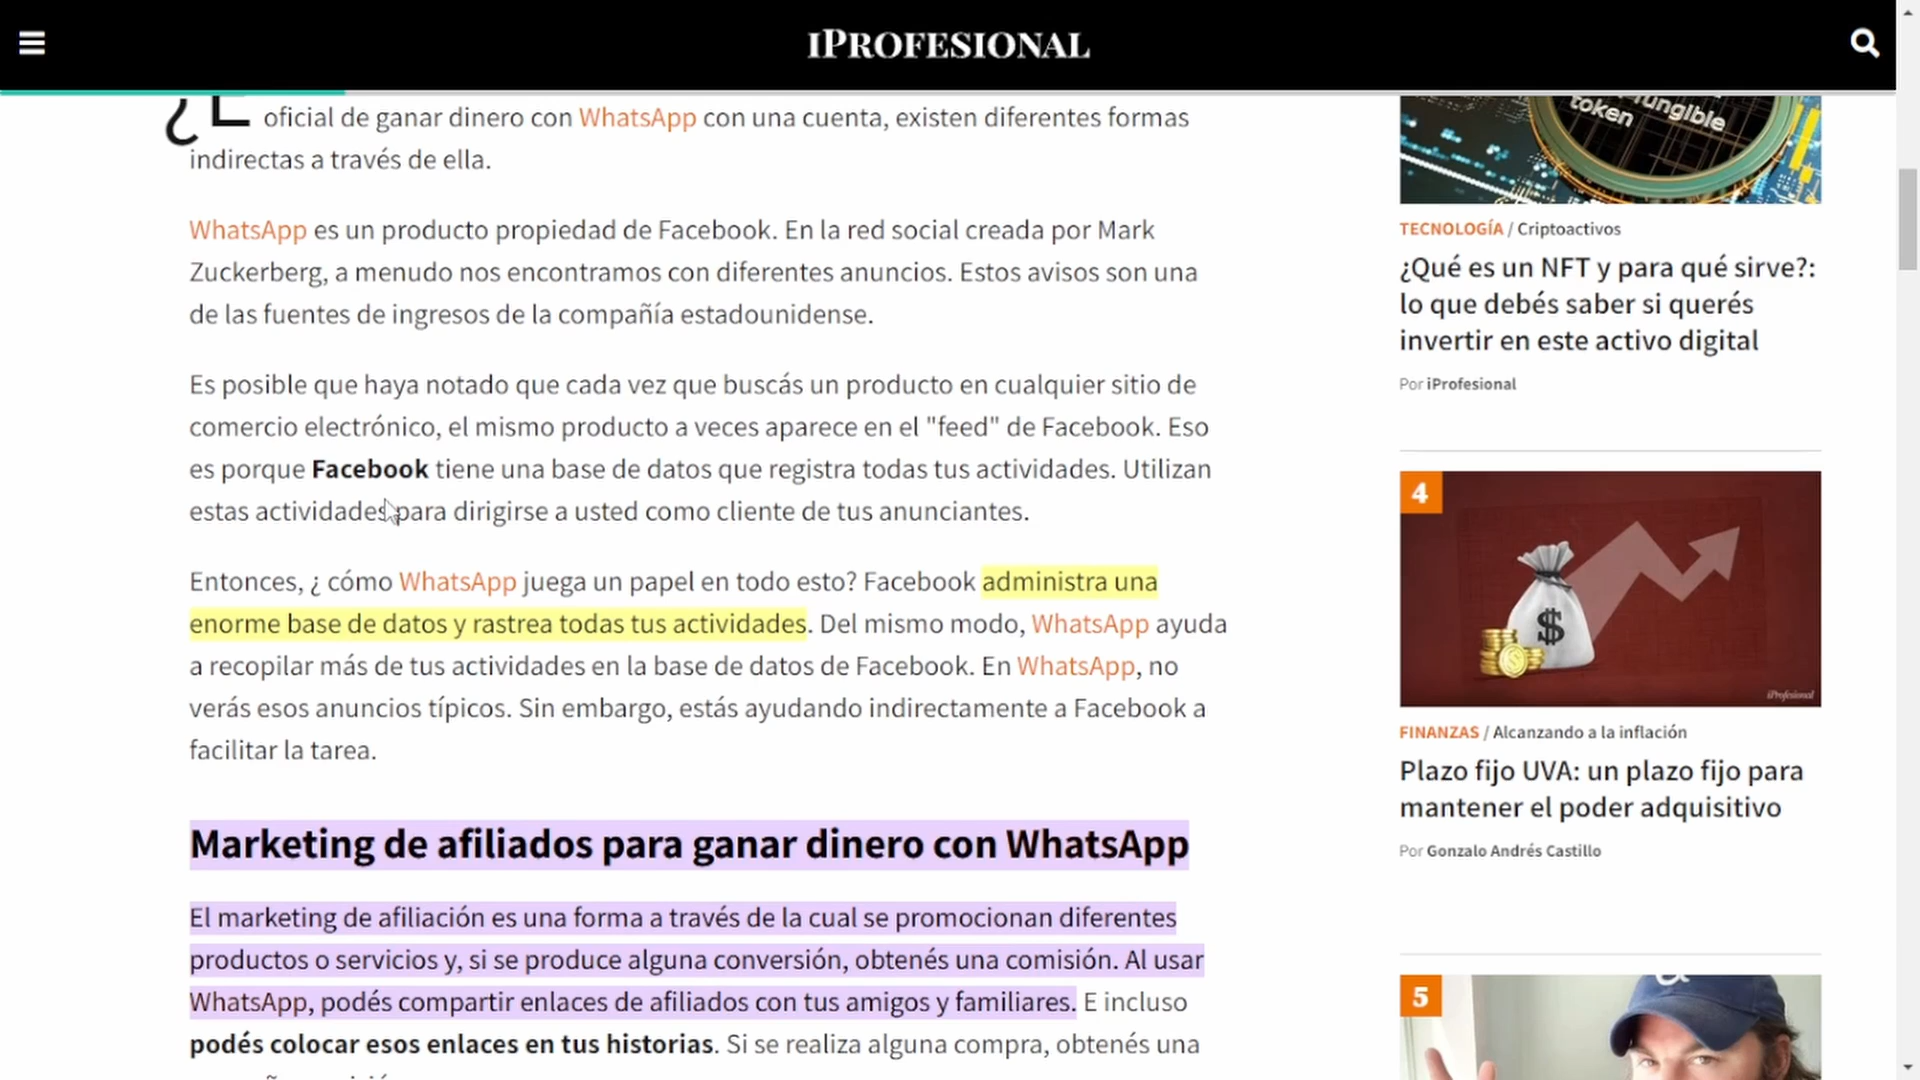 iPROFESIONAL
¿
oficial de ganar dinero con WhatsApp con una cuenta, existen diferentes formas
indirectas a través de ella.
WhatsApp es un producto propiedad de Facebook. En la red social creada por Mark
Zuckerberg, a menudo nos encontramos con diferentes anuncios. Estos avisos son una
de las fuentes de ingresos de la compañía estadounidense.
Es posible que haya notado que cada vez que buscás un producto en cualquier sitio de
comercio electrónico, el mismo producto a veces aparece en el "feed" de Facebook. Eso
es porque Facebook tiene una base de datos que registra todas tus actividades. Utilizan
estas actividades para dirigirse a usted como cliente de tus anunciantes.
Entonces, ¿ cómo WhatsApp juega un papel en todo esto? Facebook administra una
enorme base de datos y rastrea todas tus actividades. Del mismo modo, WhatsApp ayuda
a recopilar más de tus actividades en la base de datos de Facebook. En WhatsApp, no
verás esos anuncios típicos. Sin embargo, estás ayudando indirectamente a Facebook a
facilitar la tarea.
Marketing de afiliados para ganar dinero con WhatsApp
El marketing de afiliación es una forma a través de la cual se promocionan diferentes
productos o servicios y, si se produce alguna conversión, obtenés una comisión. Al usar
WhatsApp, podés compartir enlaces de afiliados con tus amigos y familiares. E incluso
podés colocar esos enlaces en tus historias. Si se realiza alguna compra, obtenés una
token
TECNOLOGÍA / Criptoactivos
¿Qué es un NFT y para qué sirve?:
lo que debés saber si querés
invertir en este activo digital
Por iProfesional
4
$
iProfesional
FINANZAS / Alcanzando a la inflación
Plazo fijo UVA: un plazo fijo para
mantener el poder adquisitivo
Por Gonzalo Andrés Castillo
5